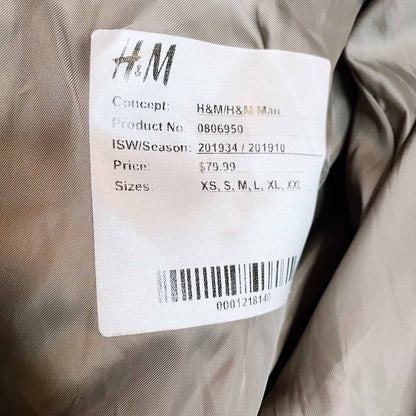 H&M
Concept: H&M/H&M Man
Product No: 0806950
ISW/Season: 201934 / 201910
Price: $79.99
Sizes: XS, S, M, L, XL, XXL
0001218140